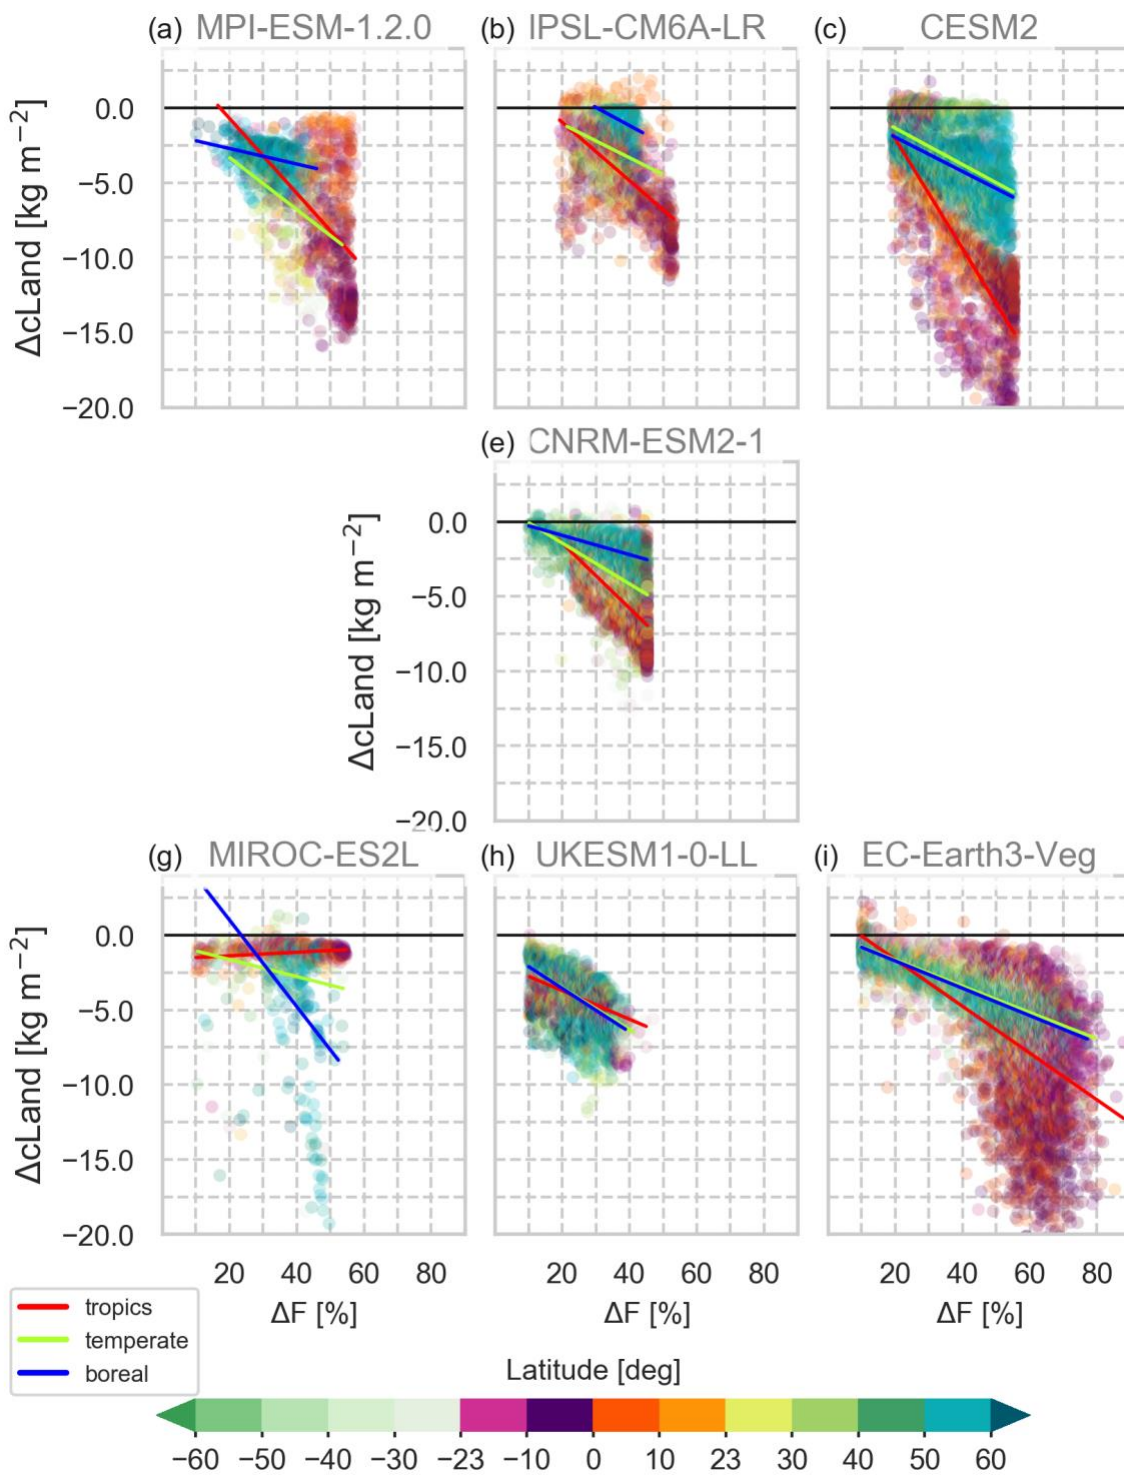 (a) MPI-ESM-1.2.0 (b) IPSL-CM6A-LR (c) CESM2
ΔcLand [kg m−2]
0.0
−5.0
−10.0
−15.0
−20.0
(e) CNRM-ESM2-1
ΔcLand [kg m−2]
0.0
−5.0
−10.0
−15.0
−20.0
(g) MIROC-ES2L (h) UKESM1-0-LL (i) EC-Earth3-Veg
ΔcLand [kg m−2]
0.0
−5.0
−10.0
−15.0
−20.0
20 40 60 80 20 40 60 80 20 40 60 80
ΔF [%] ΔF [%] ΔF [%]
tropics
temperate
boreal
Latitude [deg]
−60 −50 −40 −30 −23 −10 0 10 23 30 40 50 60